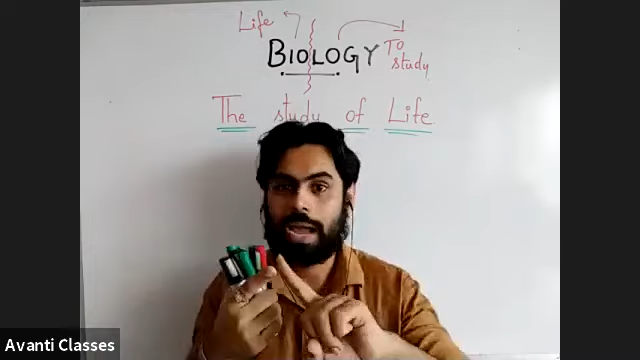 Life
BIOLOGY
To
study
The study of Life
Avanti Classes